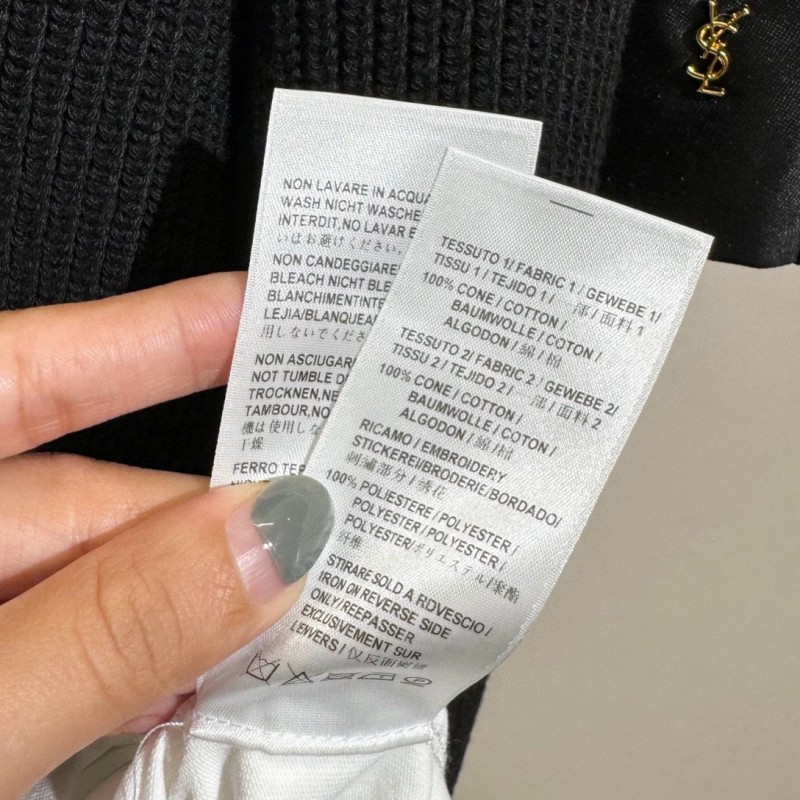 YSL
NON LAVARE IN ACQUA
WASH NICHT WASCHE
INTERDIT,NO LAVAR E
いはお避けください。
NON CANDEGGIARE
BLEACH NICHT BLE
BLANCHIMENT INTE
LEJIA/BLANQUEA
用しないでくださ
NON ASCIUGAR
NOT TUMBLE D
TROCKNEN,NE
TAMBOUR,NO
機は使用しな
干燥
FERRO TER
TESSUTO 1/ FABRIC 1 / GEWEBE 1/
TISSU 1 / TEJIDO 1 / 一部 / 面料 1
100% CONE / COTTON /
BAUMWOLLE / COTON /
ALGODON / 綿 / 棉
TESSUTO 2/ FABRIC 2 / GEWEBE 2/
TISSU 2 / TEJIDO 2 / 一部 / 面料 2
100% CONE / COTTON /
BAUMWOLLE / COTON /
ALGODON / 綿 / 棉
RICAMO / EMBROIDERY
STICKEREI/BRODERIE/BORDADO/
刺繍部分 / 绣花
100% POLIESTERE / POLYESTER /
POLYESTER / POLYESTER /
POLYESTER/ポリエステル/聚酯
纤维
STIRARE SOLO A ROVESCIO /
IRON ON REVERSE SIDE
ONLY/REEPASSER
EXCLUSIVEMENT SUR
L'ENVERS / 仅反面熨烫